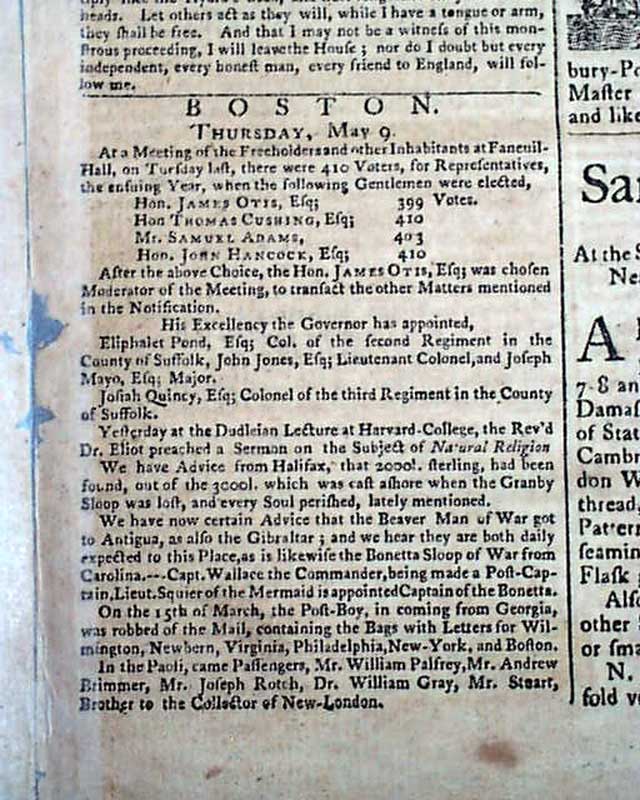 heads. Let others act as they will, while I have a tongue or arm,
they shall be free. And that I may not be a witness of this mon-
strous proceeding, I will leave the House; nor do I doubt but every
independent, every honest man, every friend to England, will fol-
low me.
BOSTON.
THURSDAY, May 9.
At a Meeting of the Freeholders and other Inhabitants at Faneuil-
Hall, on Tuesday last, there were 410 Voters, for Representatives,
the ensuing Year, when the following Gentlemen were elected,
Hon. JAMES OTIS, Esq; 399 Votes.
Hon THOMAS CUSHING, Esq; 410
Mr. SAMUEL ADAMS, 403
Hon. JOHN HANCOCK, Esq; 410
After the above Choice, the Hon. JAMES OTIS, Esq; was chosen
Moderator of the Meeting, to transact the other Matters mentioned
in the Notification.
His Excellency the Governor has appointed,
Eliphalet Pond, Esq; Col. of the second Regiment in the
County of Suffolk, John Jones, Esq; Lieutenant Colonel, and Joseph
Mayo, Esq; Major.
Josiah Quincy, Esq; Colonel of the third Regiment in the County
of Suffolk.
Yesterday at the Dudleian Lecture at Harvard-College, the Rev'd
Dr. Eliot preached a Sermon on the Subject of Natural Religion
We have Advice from Halifax, that 2000l. sterling, had been
found, out of the 3000l. which was cast ashore when the Granby
Sloop was lost, and every Soul perished, lately mentioned.
We have now certain Advice that the Beaver Man of War got
to Antigua, as also the Gibraltar; and we hear they are both daily
expected to this Place, as is likewise the Bonetta Sloop of War from
Carolina.---Capt. Wallace the Commander, being made a Post-Cap-
tain, Lieut. Squier of the Mermaid is appointed Captain of the Bonetta.
On the 15th of March, the Post-Boy, in coming from Georgia,
was robbed of the Mail, containing the Bags with Letters for Wil-
mington, Newbern, Virginia, Philadelphia, New-York, and Boston.
In the Paoli, came Passengers, Mr. William Palfrey, Mr. Andrew
Brimmer, Mr. Joseph Rotch, Dr. William Gray, Mr. Stuart,
Brother to the Collector of New-London.
bury-P
Master
and like
Sar
At the S
Ne
A
7-8 an
Damas
of Stat
Cambr
don W
thread,
Pattern
seamin
Flask
Also
other
or sma
N.
sold ve